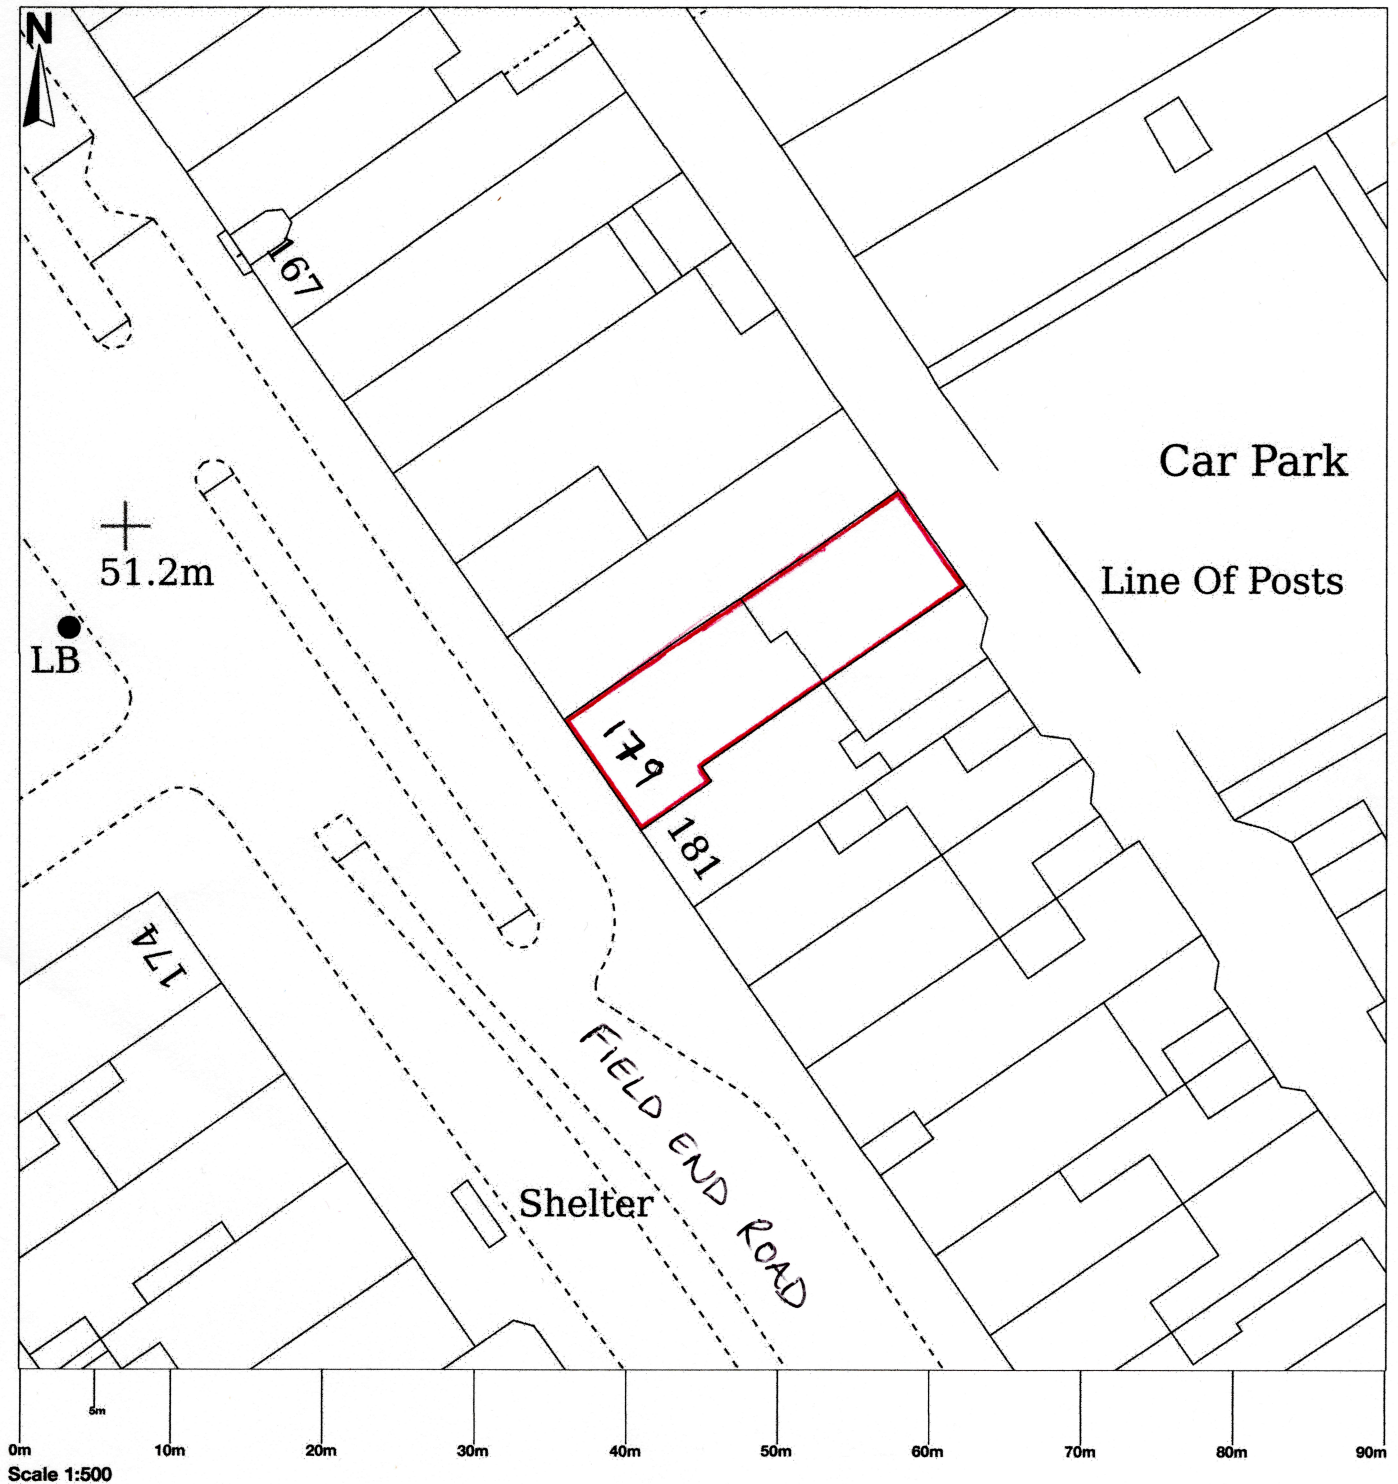 N
167
Car Park
51.2m
Line Of Posts
LB
179
181
174
FIELD END ROAD
Shelter
5m
0m 10m 20m 30m 40m 50m 60m 70m 80m 90m
Scale 1:500